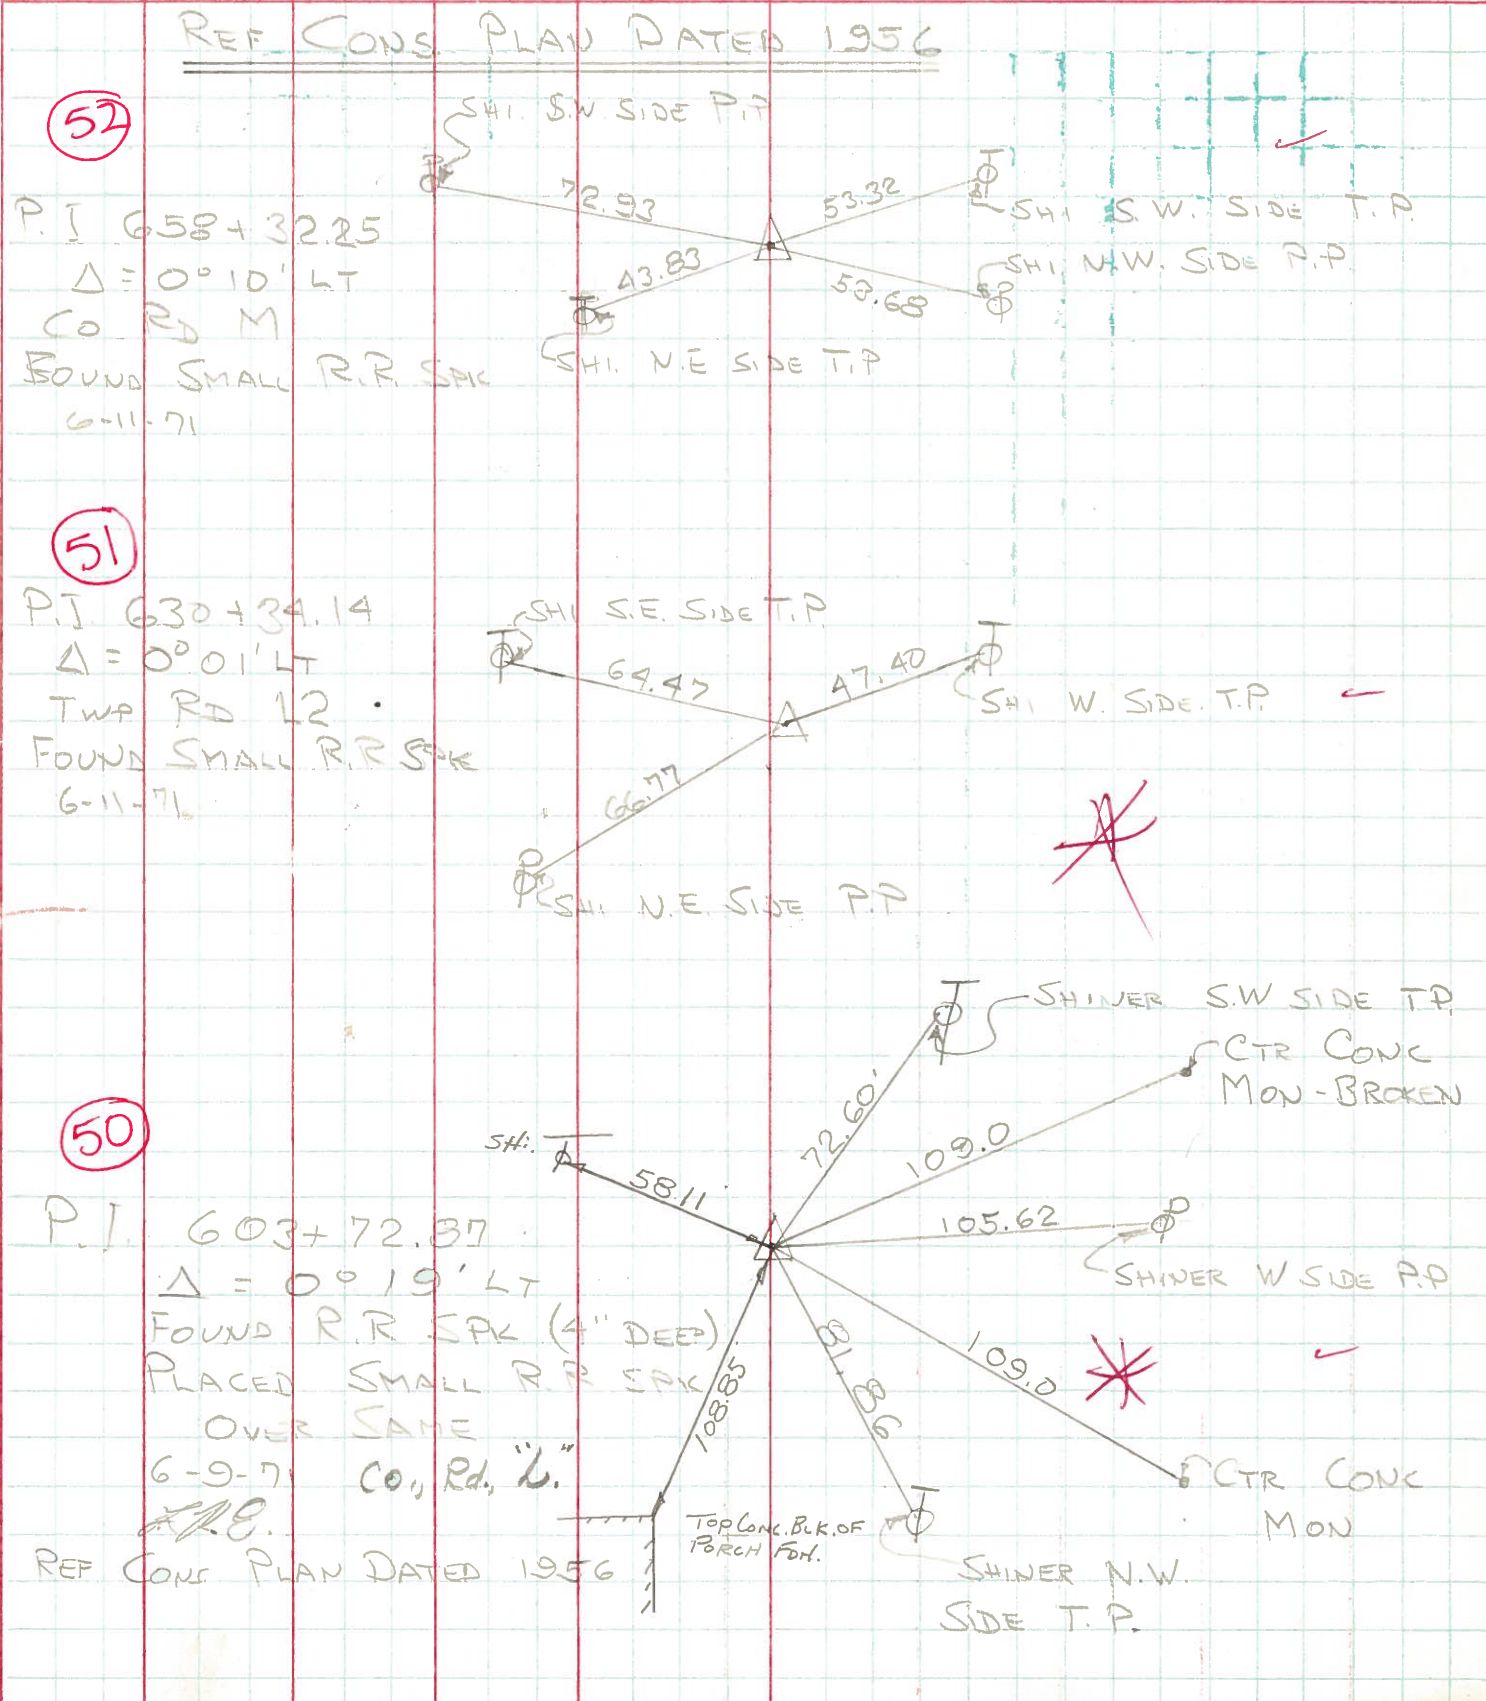 REF CONS. PLAN DATED 1956
52
SHI. S.W. SIDE P.P.
P.I 658+32.25
Δ = 0° 10' LT
CO RD M
FOUND SMALL R.R. SPK
6-11-71
72.93
53.32
SHI S.W. SIDE T.P.
SHI. N.W. SIDE P.P.
43.83
53.68
SHI. N.E SIDE T.P
51
P.I 630+34.14
Δ = 0° 01' LT
TWP RD 12
FOUND SMALL R.R SPK
6-11-71
SHI S.E. SIDE T.P.
64.47
47.40
SHI W. SIDE. T.P.
66.77
SHI. N.E. SIDE P.P
SHINER S.W SIDE T.P.
CTR CONC
MON-BROKEN
50
P.I. 603+72.37
Δ = 0° 19' LT
FOUND R.R. SPK (4" DEEP)
PLACED SMALL R.R SPK
OVER SAME
6-9-71 Co., Rd., "L."
REF CONS PLAN DATED 1956
SHI.
58.11
72.60'
109.0
105.62
SHINER W SIDE P.P
109.0
81.86
108.85
CTR CONC
MON
TOP CONC. BLK. OF
PORCH FDN.
SHINER N.W.
SIDE T.P.